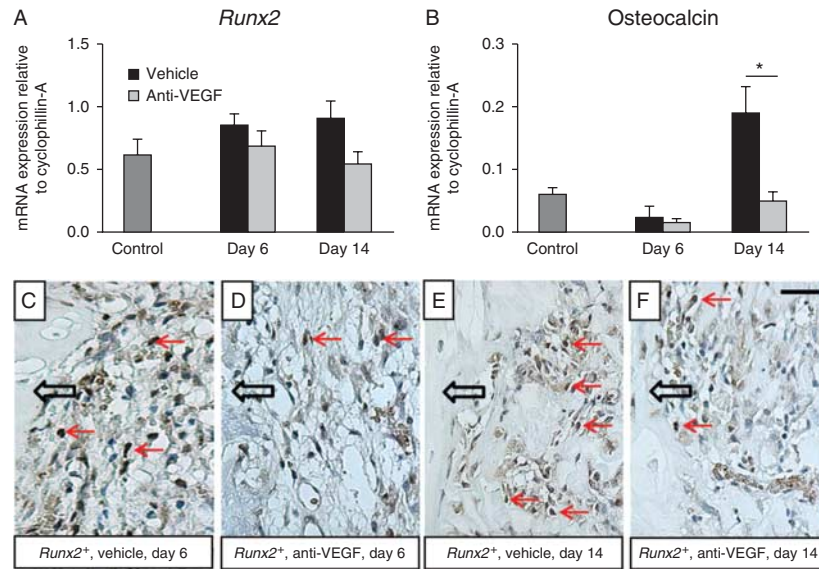 A
Runx2
mRNA expression relative
to cyclophillin-A
1.5
1.0
0.5
0.0
Vehicle
Anti-VEGF
Control
Day 6
Day 14
B
Osteocalcin
mRNA expression relative
to cyclophillin-A
0.3
0.2
0.1
0.0
*
Control
Day 6
Day 14
C
Runx2+, vehicle, day 6
D
Runx2+, anti-VEGF, day 6
E
Runx2+, vehicle, day 14
F
Runx2+, anti-VEGF, day 14